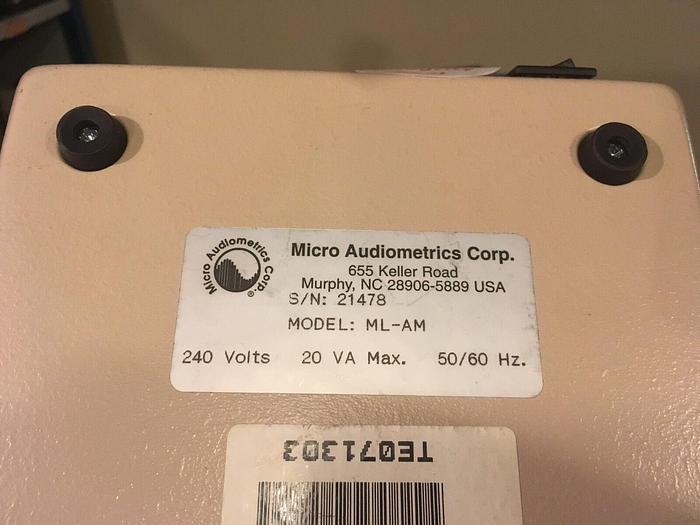 Micro Audiometrics Corp.®
Micro Audiometrics Corp.
655 Keller Road
Murphy, NC 28906-5889 USA
S/N: 21478
MODEL: ML-AM
240 Volts 20 VA Max. 50/60 Hz.
TE071303